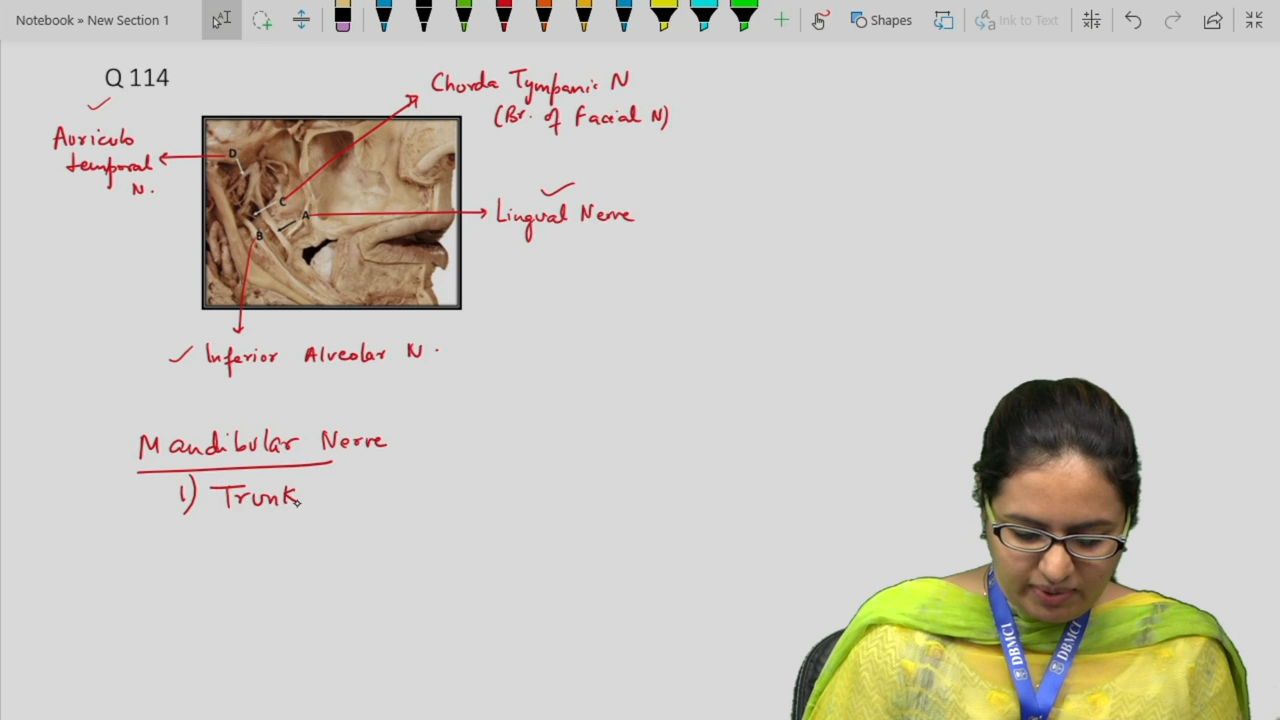 Notebook » New Section 1
Shapes
Ink to Text
Q 114
Chorda Tympanic N
(Br. of Facial N)
Auriculo
temporal
N.
D
C
A
B
Lingual Nerve
Inferior Alveolar N.
Mandibular Nerve
1) Trunk
DBMCI
DBMCI